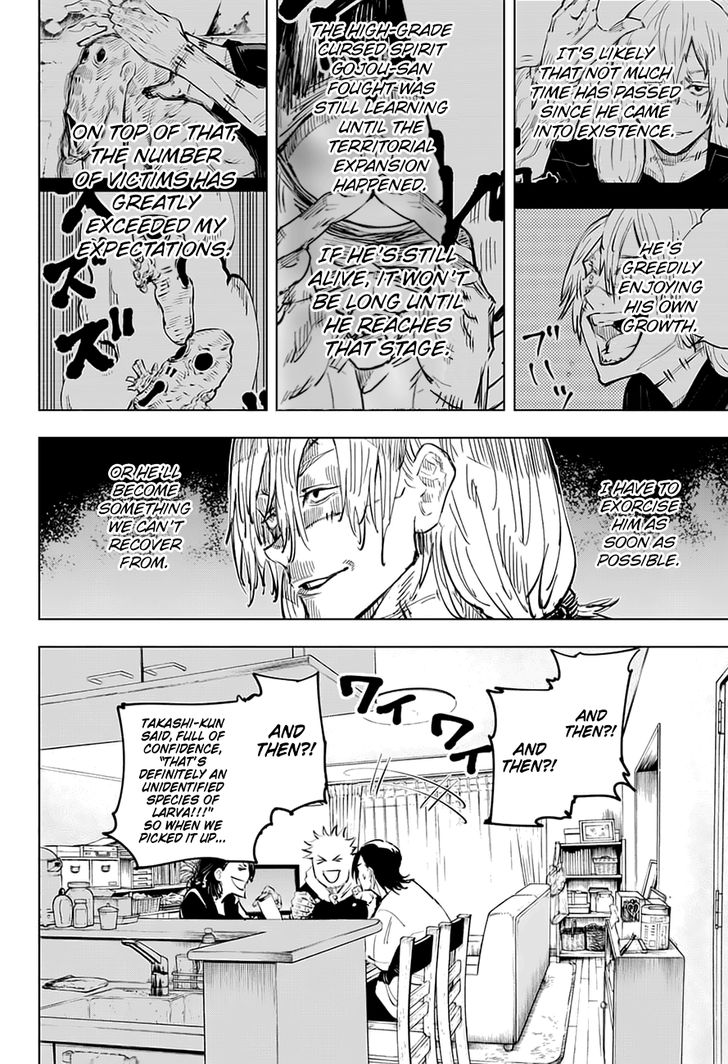 IT'S LIKELY
THAT NOT MUCH
TIME HAS PASSED
SINCE HE CAME
INTO EXISTENCE.
HE'S
GREEDILY
ENJOYING
HIS OWN
GROWTH.
THE HIGH-GRADE
CURSED SPIRIT
GOJOU-SAN
FOUGHT WAS
STILL LEARNING
UNTIL THE
TERRITORIAL
EXPANSION
HAPPENED.
IF HE'S STILL
ALIVE, IT WON'T
BE LONG UNTIL
HE REACHES
THAT STAGE.
ON TOP OF THAT,
THE NUMBER
OF VICTIMS HAS
GREATLY
EXCEEDED MY
EXPECTATIONS.
ズズ
ズズ
I HAVE TO
EXORCISE
HIM AS
SOON AS
POSSIBLE.
OR HE'LL
BECOME
SOMETHING
WE CAN'T
RECOVER
FROM.
AND
THEN?!
AND
THEN?!
ワイ
ワイ
AND
THEN?!
TAKASHI-KUN
SAID, FULL OF
CONFIDENCE,
"THAT'S
DEFINITELY AN
UNIDENTIFIED
SPECIES OF
LARVA!!!"
SO WHEN WE
PICKED IT UP...